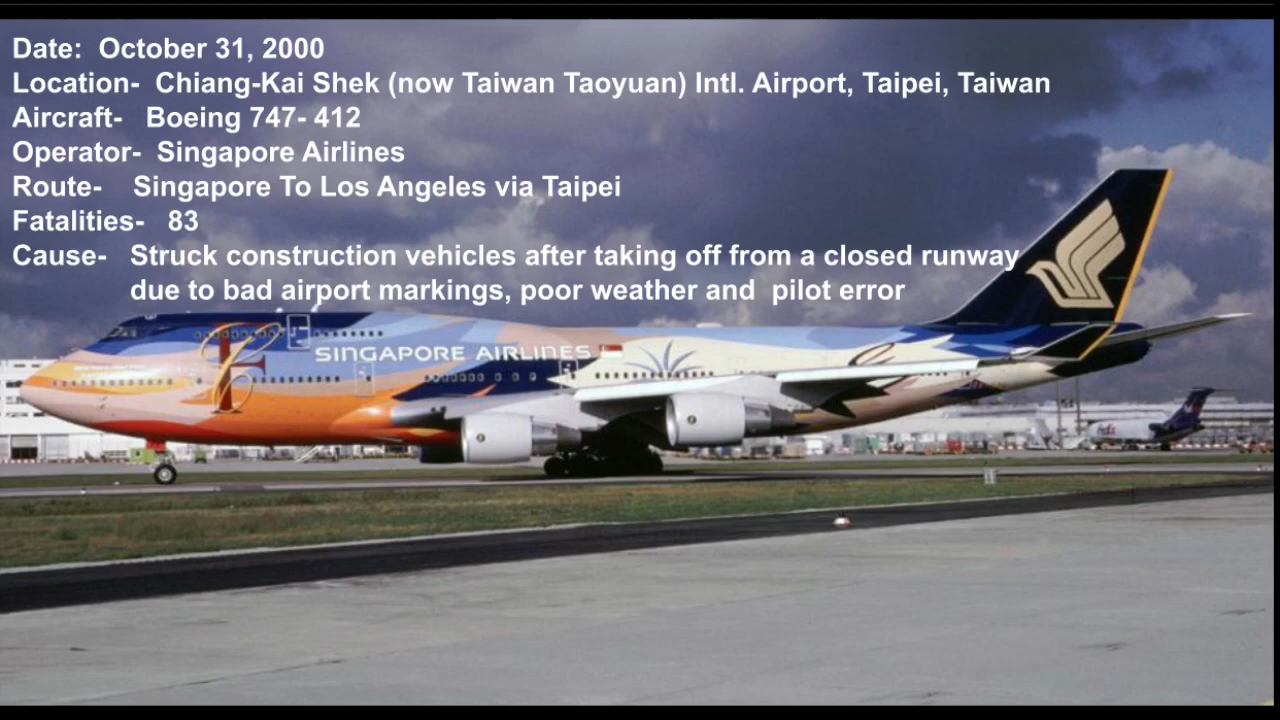 Date: October 31, 2000
Location- Chiang-Kai Shek (now Taiwan Taoyuan) Intl. Airport, Taipei, Taiwan
Aircraft- Boeing 747- 412
Operator- Singapore Airlines
Route- Singapore To Los Angeles via Taipei
Fatalities- 83
Cause- Struck construction vehicles after taking off from a closed runway
due to bad airport markings, poor weather and pilot error
SINGAPORE AIRLINES
FedEx